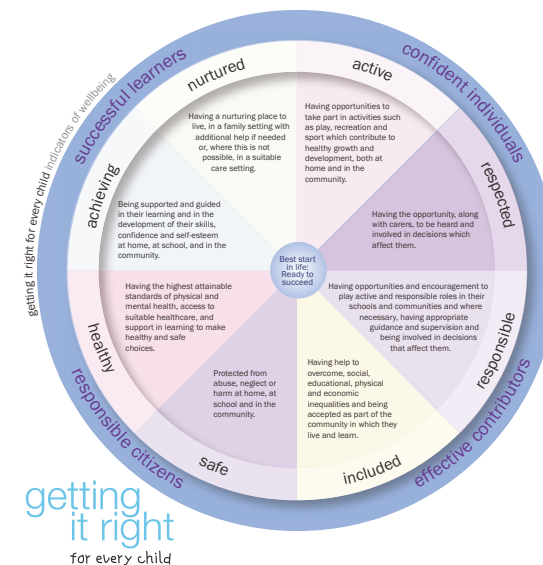 getting it right for every child indicators of wellbeing
successful learners
confident individuals
nurtured
active
Having a nurturing place to
live, in a family setting with
additional help if needed
or, where this is not
possible, in a suitable
care setting.
Having opportunities to
take part in activities such
as play, recreation and
sport which contribute to
healthy growth and
development, both at
home and in the
community.
achieving
respected
Being supported and guided
in their learning and in the
development of their skills,
confidence and self-esteem
at home, at school, and in the
community.
Having the opportunity, along
with carers, to be heard and
involved in decisions which
affect them.
Best start
in life:
Ready to
succeed
healthy
responsible
Having the highest attainable
standards of physical and
mental health, access to
suitable healthcare, and
support in learning to make
healthy and safe
choices.
Having opportunities and encouragement to
play active and responsible roles in their
schools and communities and where
necessary, having appropriate
guidance and supervision and
being involved in decisions
that affect them.
Protected from
abuse, neglect or
harm at home, at
school and in the
community.
Having help to
overcome, social,
educational, physical
and economic
inequalities and being
accepted as part of the
community in which they
live and learn.
safe
included
responsible citizens
effective contributors
getting
it right
for every child